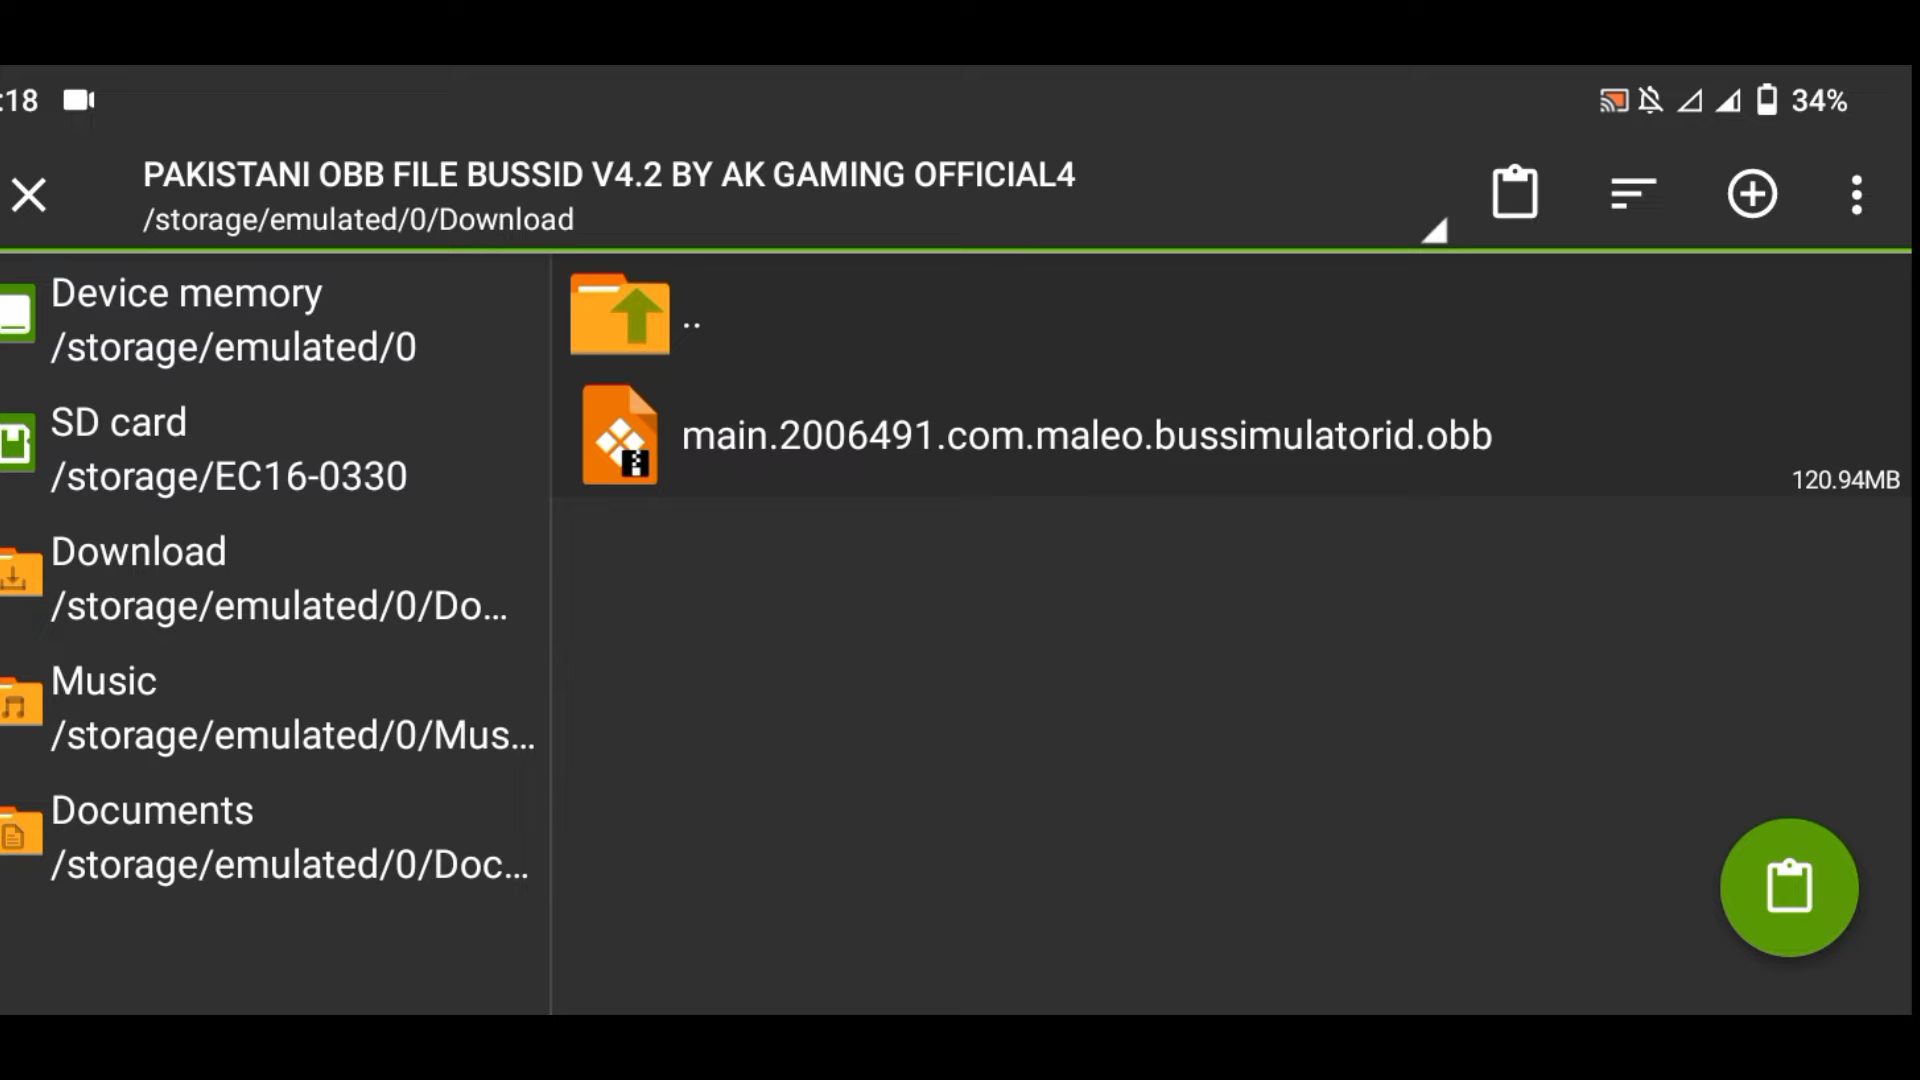 :18
34%
PAKISTANI OBB FILE BUSSID V4.2 BY AK GAMING OFFICIAL4
/storage/emulated/0/Download
Device memory
/storage/emulated/0
SD card
/storage/EC16-0330
Download
/storage/emulated/0/Do...
Music
/storage/emulated/0/Mus...
Documents
/storage/emulated/0/Doc...
..
main.2006491.com.maleo.bussimulatorid.obb
120.94MB